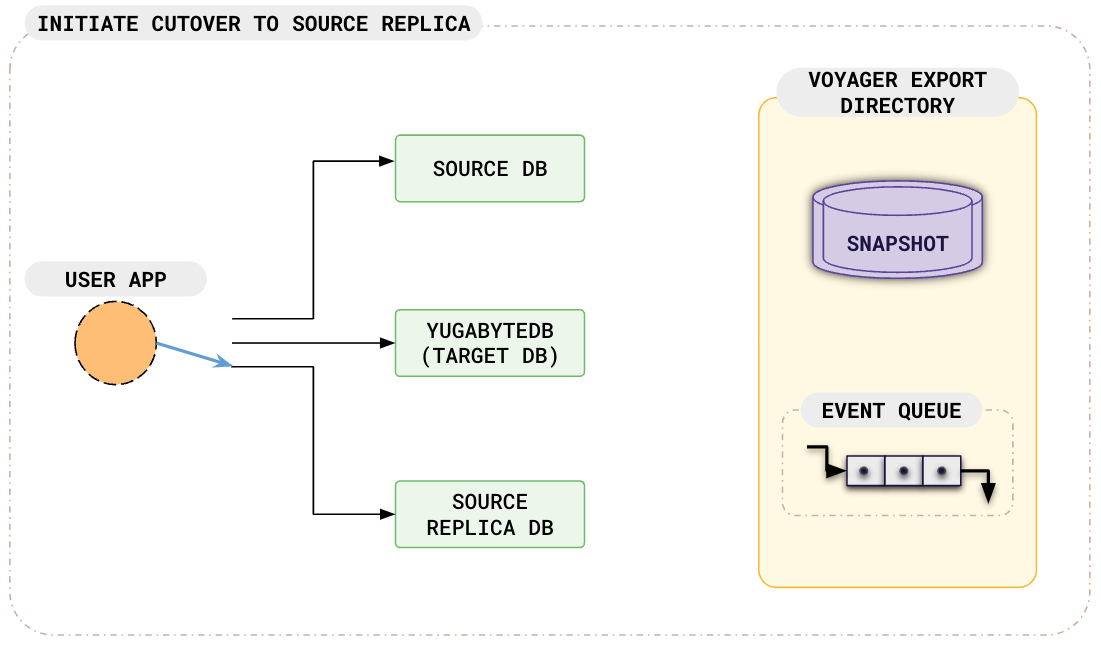 INITIATE CUTOVER TO SOURCE REPLICA
VOYAGER EXPORT
DIRECTORY
SOURCE DB
SNAPSHOT
USER APP
YUGABYTEDB
(TARGET DB)
EVENT QUEUE
SOURCE
REPLICA DB